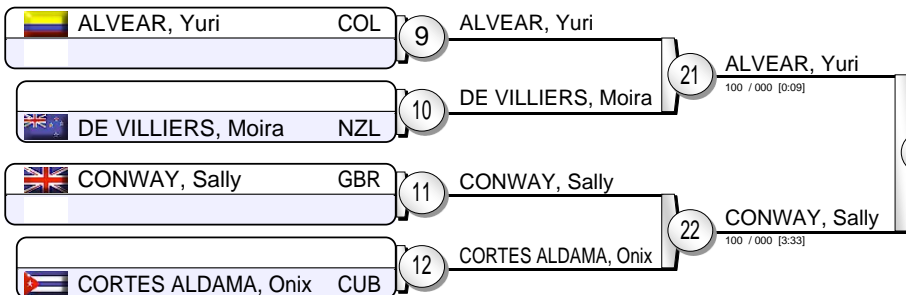 ALVEAR, Yuri COL
9
ALVEAR, Yuri
21
ALVEAR, Yuri
100 / 000 [0:09]
10
DE VILLIERS, Moira
DE VILLIERS, Moira NZL
CONWAY, Sally GBR
11
CONWAY, Sally
22
CONWAY, Sally
100 / 000 [3:33]
12
CORTES ALDAMA, Onix
CORTES ALDAMA, Onix CUB